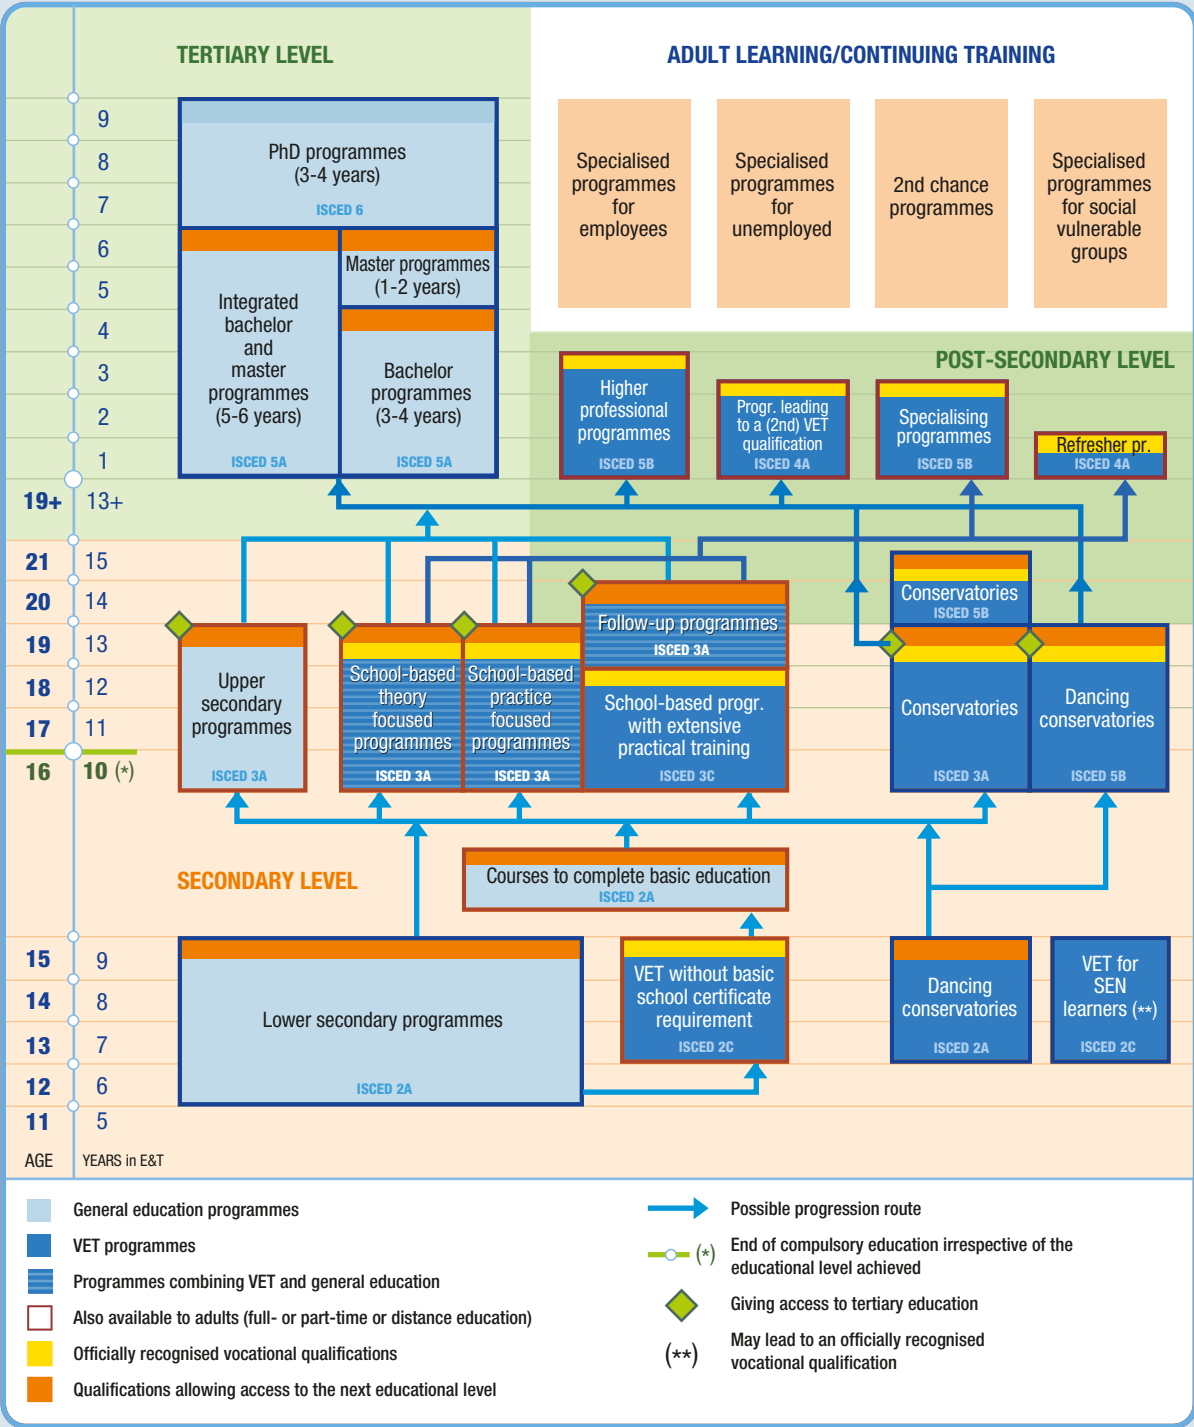 TERTIARY LEVEL
ADULT LEARNING/CONTINUING TRAINING
9
8
7
6
5
4
3
2
1
19+ 13+
21 15
20 14
19 13
18 12
17 11
16 10 (*)
15 9
14 8
13 7
12 6
11 5
AGE YEARS in E&T
PhD programmes
(3-4 years)
ISCED 6
Integrated
bachelor
and
master
programmes
(5-6 years)
ISCED 5A
Master programmes
(1-2 years)
Bachelor
programmes
(3-4 years)
ISCED 5A
Specialised
programmes
for
employees
Specialised
programmes
for
unemployed
2nd chance
programmes
Specialised
programmes
for social
vulnerable
groups
POST-SECONDARY LEVEL
Higher
professional
programmes
ISCED 5B
Progr. leading
to a (2nd) VET
qualification
ISCED 4A
Specialising
programmes
ISCED 5B
Refresher pr.
ISCED 4A
Upper
secondary
programmes
ISCED 3A
School-based
theory
focused
programmes
ISCED 3A
School-based
practice
focused
programmes
ISCED 3A
Follow-up programmes
ISCED 3A
School-based progr.
with extensive
practical training
ISCED 3C
Conservatories
ISCED 5B
Conservatories
ISCED 3A
Dancing
conservatories
ISCED 5B
SECONDARY LEVEL
Courses to complete basic education
ISCED 2A
Lower secondary programmes
ISCED 2A
VET without basic
school certificate
requirement
ISCED 2C
Dancing
conservatories
ISCED 2A
VET for
SEN
learners (**)
ISCED 2C
General education programmes
VET programmes
Programmes combining VET and general education
Also available to adults (full- or part-time or distance education)
Officially recognised vocational qualifications
Qualifications allowing access to the next educational level
Possible progression route
(*) End of compulsory education irrespective of the
educational level achieved
Giving access to tertiary education
(**) May lead to an officially recognised
vocational qualification